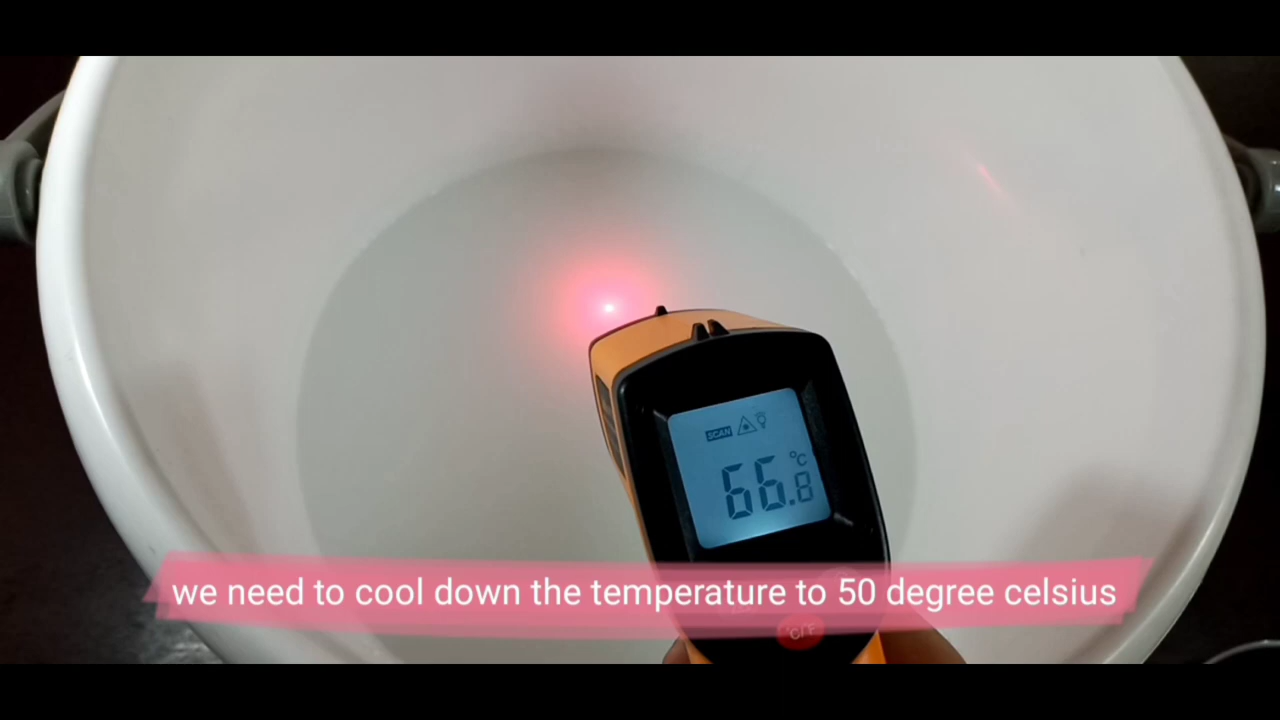 SCAN
°C
66.8
we need to cool down the temperature to 50 degree celsius
°C/°F